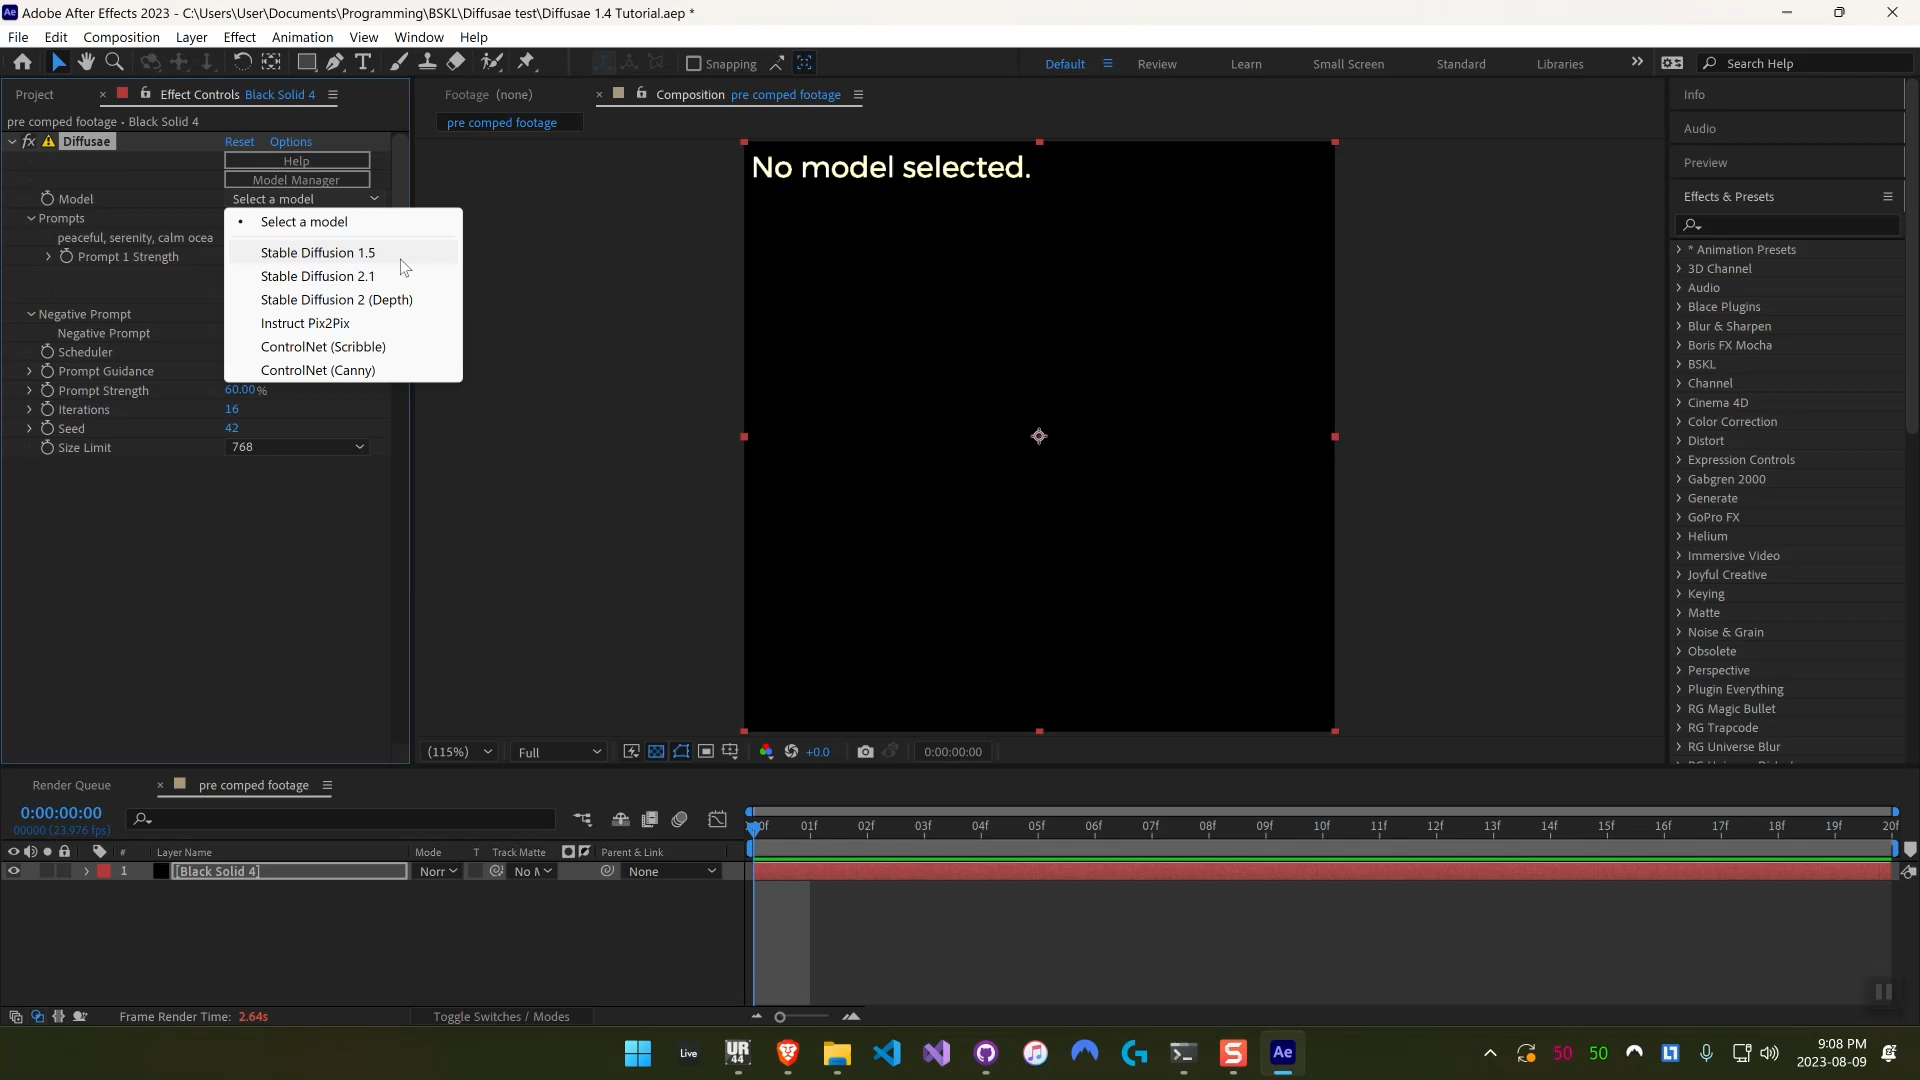 Adobe After Effects 2023 - C:\Users\User\Documents\Programming\BSKL\Diffusae test\Diffusae 1.4 Tutorial.aep *
File Edit Composition Layer Effect Animation View Window Help
Snapping Default Review Learn Small Screen Standard Libraries Search Help
Project Effect Controls Black Solid 4 Footage (none) Composition pre comped footage Info
pre comped footage • Black Solid 4
pre comped footage
fx Diffusae Reset Options
Help
Model Manager
Model Select a model
Prompts
peaceful, serenity, calm ocea
Prompt 1 Strength
Negative Prompt
Negative Prompt
Scheduler
Prompt Guidance
Prompt Strength 60.00%
Iterations 16
Seed 42
Size Limit 768
• Select a model
Stable Diffusion 1.5
Stable Diffusion 2.1
Stable Diffusion 2 (Depth)
Instruct Pix2Pix
ControlNet (Scribble)
ControlNet (Canny)
No model selected.
(115%) Full +0.0 0:00:00:00
Audio
Preview
Effects & Presets
* Animation Presets
3D Channel
Audio
Blace Plugins
Blur & Sharpen
Boris FX Mocha
BSKL
Channel
Cinema 4D
Color Correction
Distort
Expression Controls
Gabgren 2000
Generate
GoPro FX
Helium
Immersive Video
Joyful Creative
Keying
Matte
Noise & Grain
Obsolete
Perspective
Plugin Everything
RG Magic Bullet
RG Trapcode
RG Universe Blur
Render Queue pre comped footage
0:00:00:00
00000 (23.976 fps)
01f 02f 03f 04f 05f 06f 07f 08f 09f 10f 11f 12f 13f 14f 15f 16f 17f 18f 19f 20f
# Layer Name Mode T Track Matte Parent & Link
1 [Black Solid 4] Norr No M None
Frame Render Time: 2.64s Toggle Switches / Modes
Live UR 44 S Ae 50 50 9:08 PM
2023-08-09